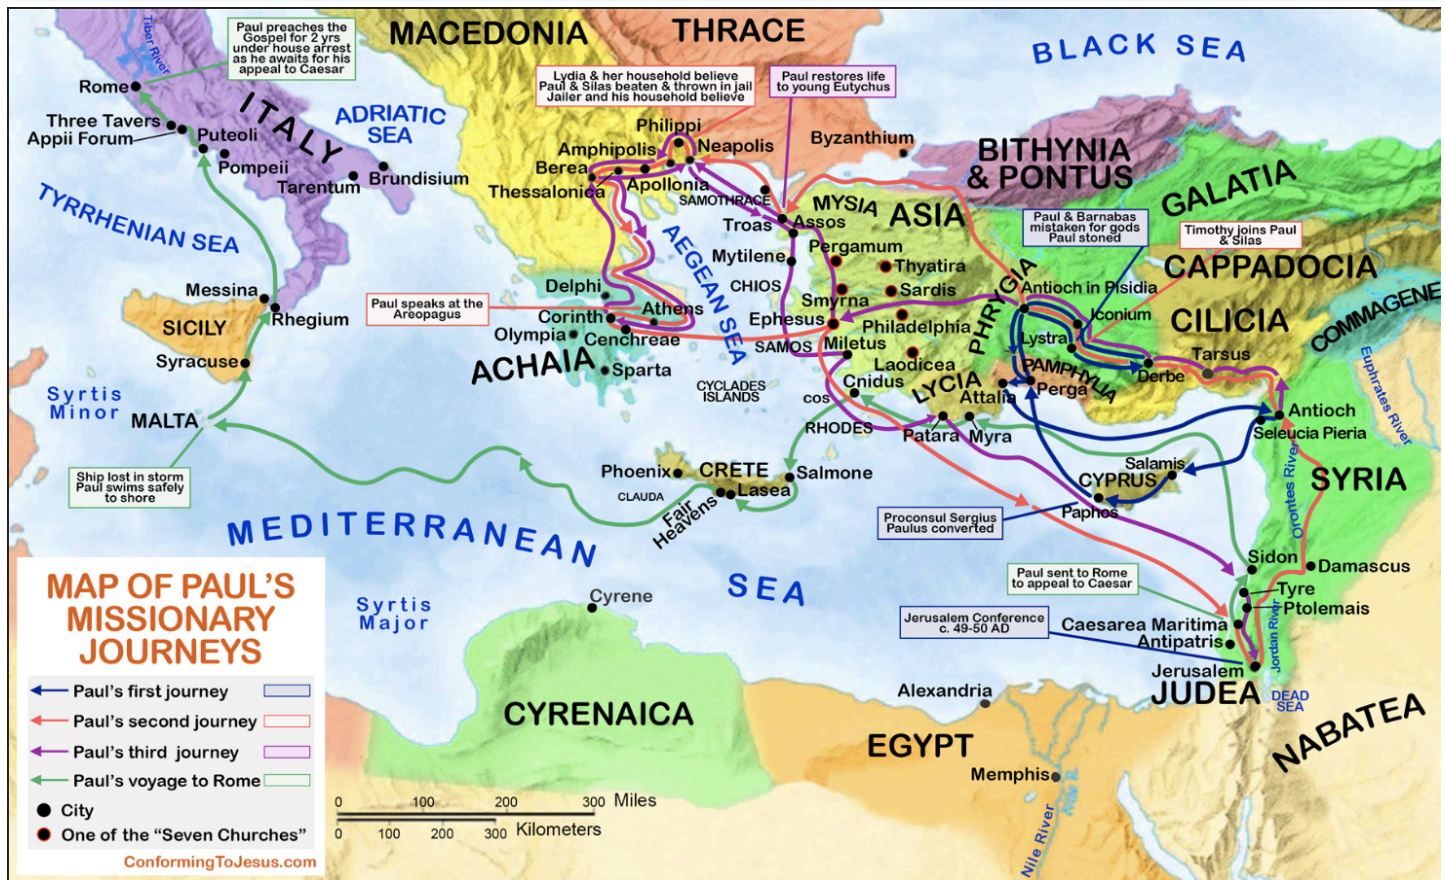 MACEDONIA
THRACE
BLACK SEA
Tiber River
Paul preaches the
Gospel for 2 yrs
under house arrest
as he awaits for his
appeal to Caesar
Lydia & her household believe
Paul & Silas beaten & thrown in jail
Jailer and his household believe
Paul restores life
to young Eutychus
Rome
ITALY
ADRIATIC
SEA
Three Tavers
Appii Forum
Puteoli
Pompeii
Tarentum
Brundisium
Philippi
Neapolis
Amphipolis
Berea
Apollonia
Thessalonica
Byzanthium
BITHYNIA
& PONTUS
GALATIA
SAMOTHRACE
MYSIA
ASIA
Troas
Assos
TYRRHENIAN SEA
AEGEAN SEA
Paul & Barnabas
mistaken for gods
Paul stoned
Timothy joins Paul
& Silas
Mytilene
Pergamum
Thyatira
CAPPADOCIA
Messina
Rhegium
SICILY
Syracuse
Delphi
CHIOS
Smyrna
Sardis
PHRYGIA
Antioch in Pisidia
COMMAGENE
Paul speaks at the
Areopagus
Corinth
Athens
Ephesus
Philadelphia
Iconium
CILICIA
Olympia
Cenchreae
SAMOS
Miletus
Lystra
ACHAIA
Sparta
Laodicea
Tarsus
Derbe
PAMPHYLIA
Perga
Euphrates River
Syrtis
Minor
CYCLADES
ISLANDS
Cnidus
COS
LYCIA
Attalia
MALTA
RHODES
Patara
Myra
Antioch
Seleucia Pieria
Ship lost in storm
Paul swims safely
to shore
Phoenix
CRETE
Salmone
CLAUDA
Lasea
Fair
Heavens
Salamis
CYPRUS
Paphos
SYRIA
Orontes River
MEDITERRANEAN
SEA
Proconsul Sergius
Paulus converted
Sidon
Damascus
Paul sent to Rome
to appeal to Caesar
Tyre
Ptolemais
Syrtis
Major
Cyrene
Jerusalem Conference
c. 49-50 AD
Caesarea Maritima
Antipatris
Jordan River
Jerusalem
JUDEA
DEAD
SEA
Alexandria
CYRENAICA
EGYPT
NABATEA
Memphis
Nile R.
Nile River
MAP OF PAUL'S
MISSIONARY
JOURNEYS
Paul's first journey
Paul's second journey
Paul's third journey
Paul's voyage to Rome
City
One of the “Seven Churches”
ConformingToJesus.com
0 100 200 300 Miles
0 100 200 300 Kilometers